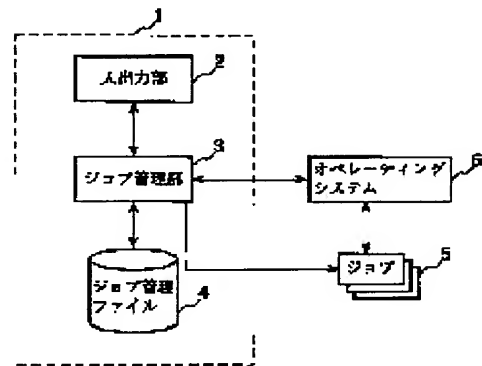 1
入出力部
2
ジョブ管理部
3
オペレーティング
システム
6
ジョブ
5
ジョブ管理
ファイル
4